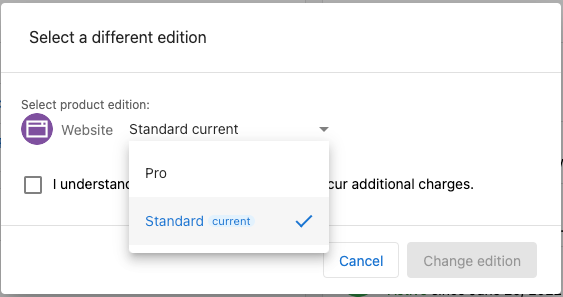 Select a different edition
Select product edition:
Website Standard current
Pro
I understand cur additional charges.
Standard current
Cancel Change edition